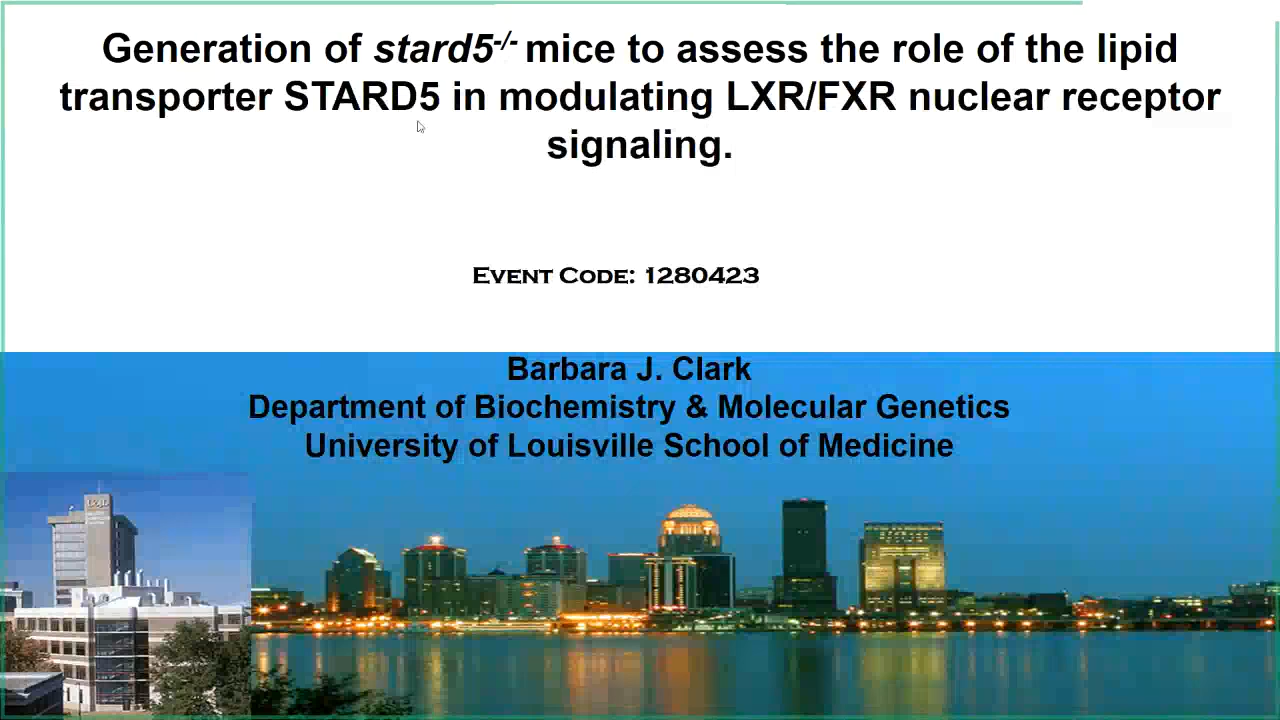 Generation of stard5-/- mice to assess the role of the lipid
transporter STARD5 in modulating LXR/FXR nuclear receptor
signaling.
Event Code: 1280423
Barbara J. Clark
Department of Biochemistry & Molecular Genetics
University of Louisville School of Medicine